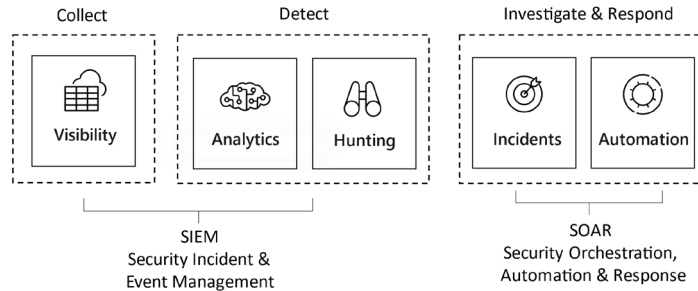 Collect
Detect
Investigate & Respond
Visibility
Analytics
Hunting
Incidents
Automation
SIEM
Security Incident &
Event Management
SOAR
Security Orchestration,
Automation & Response